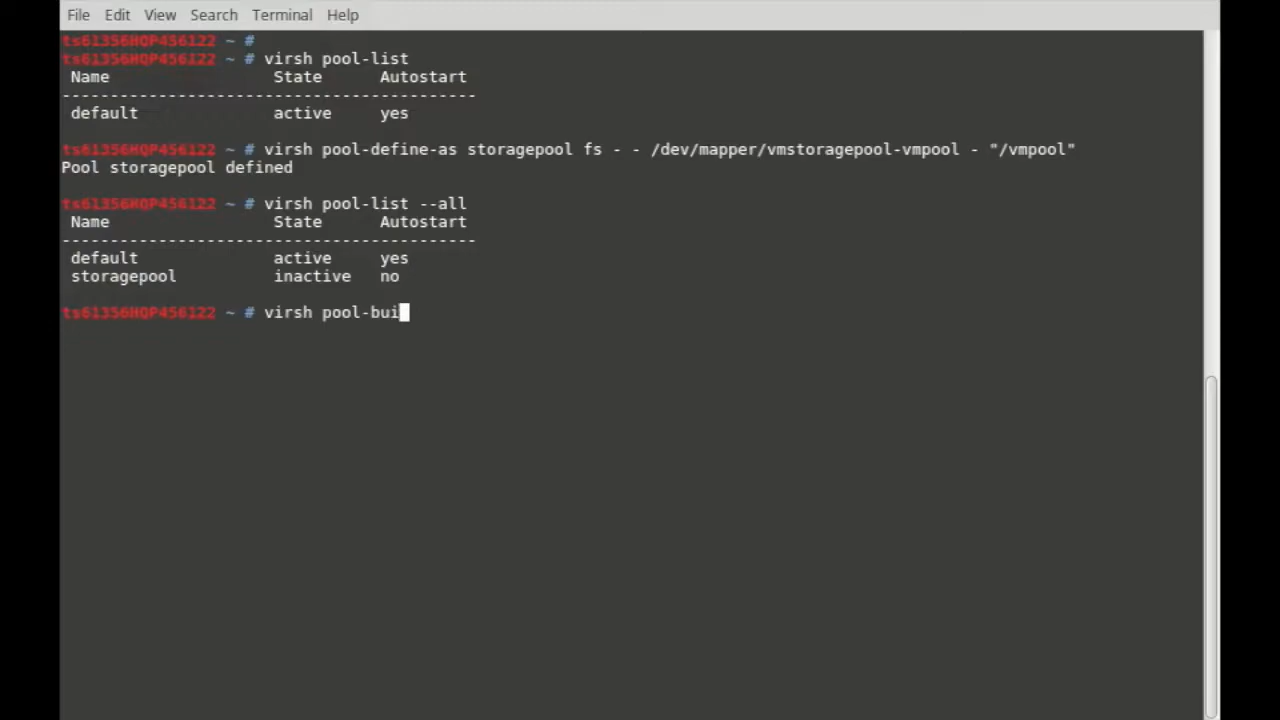 File Edit View Search Terminal Help
~ #
~ # virsh pool-list
Name State Autostart
-------------------------------------------
default active yes
~ # virsh pool-define-as storagepool fs - - /dev/mapper/vmstoragepool-vmpool - "/vmpool"
Pool storagepool defined
~ # virsh pool-list --all
Name State Autostart
-------------------------------------------
default active yes
storagepool inactive no
~ # virsh pool-bui